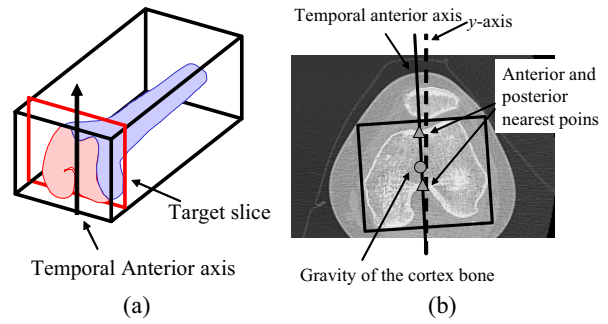 (a)
Target slice
Temporal Anterior axis
(b)
Temporal anterior axis
y-axis
Anterior and
posterior
nearest poins
Gravity of the cortex bone